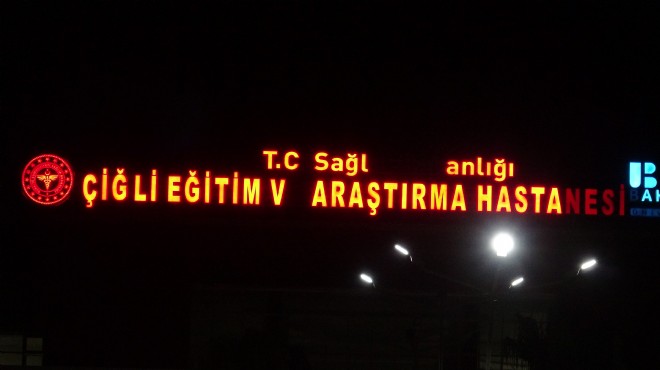 T.C Sağl anlığı
ÇİĞLİ EĞİTİM V ARAŞTIRMA HASTANESİ